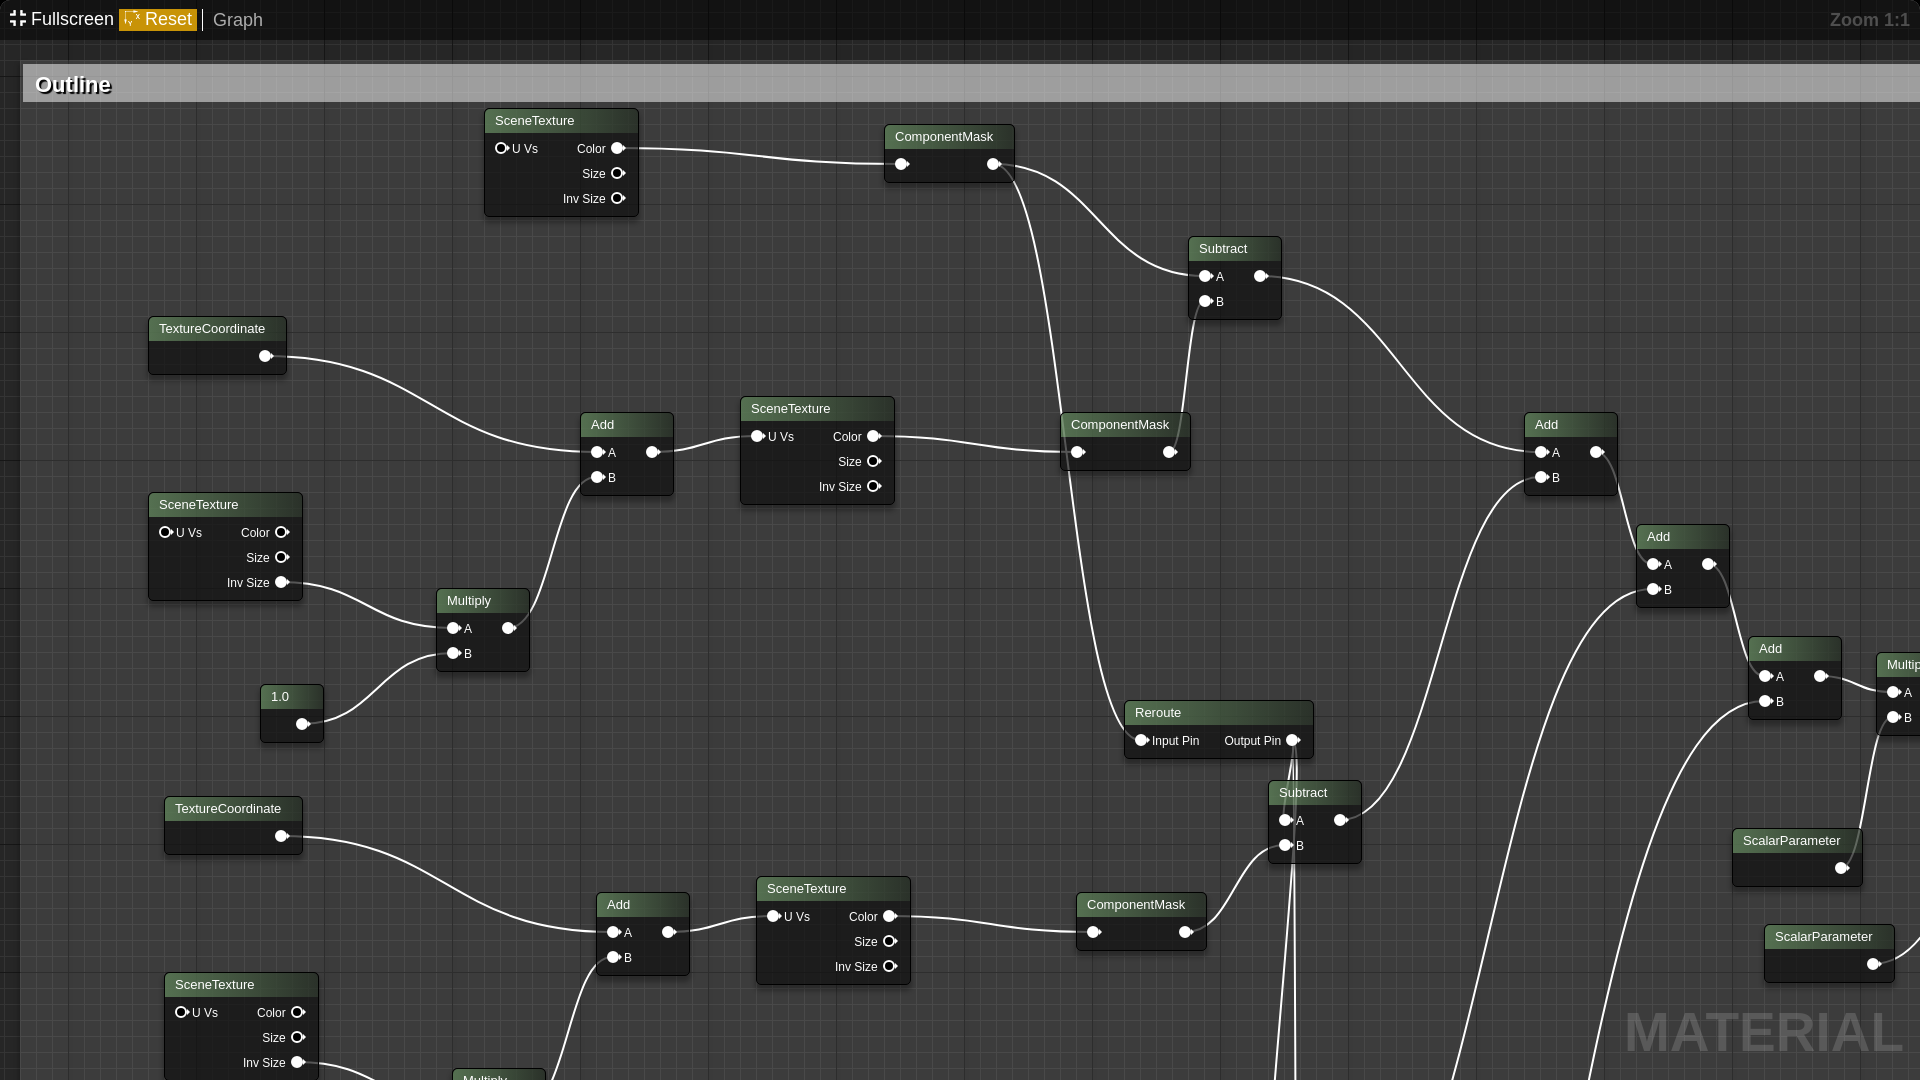 Fullscreen Reset Graph Zoom 1:1
Outline
SceneTexture
U Vs Color
Size
Inv Size
ComponentMask
Subtract
A
B
TextureCoordinate
Add
A
B
SceneTexture
U Vs Color
Size
Inv Size
ComponentMask
Add
A
B
SceneTexture
U Vs Color
Size
Inv Size
Add
A
B
Multiply
A
B
Add
A
B
A
B
1.0
Reroute
Input Pin Output Pin
Subtract
A
B
TextureCoordinate
ScalarParameter
Add
A
B
SceneTexture
U Vs Color
Size
Inv Size
ComponentMask
ScalarParameter
SceneTexture
U Vs Color
Size
Inv Size
MATERIAL